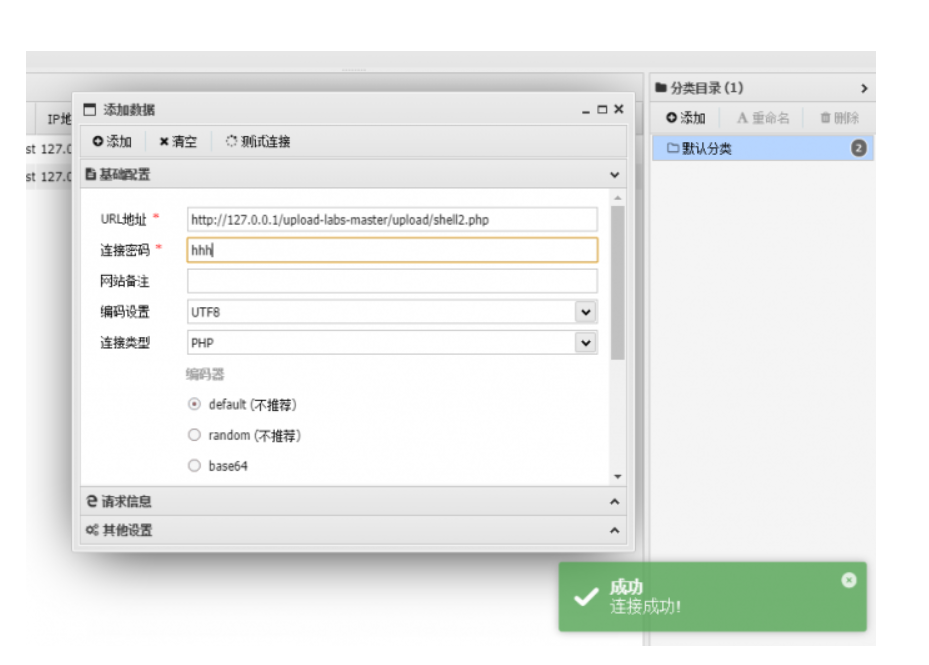 分类目录 (1)
添加 重命名 删除
默认分类 2
IP地
st 127.0
st 127.0
添加数据
添加 清空 测试连接
基础配置
URL地址 * http://127.0.0.1/upload-labs-master/upload/shell2.php
连接密码 * hhh
网站备注
编码设置 UTF8
连接类型 PHP
编码器
default (不推荐)
random (不推荐)
base64
请求信息
其他设置
成功
连接成功!